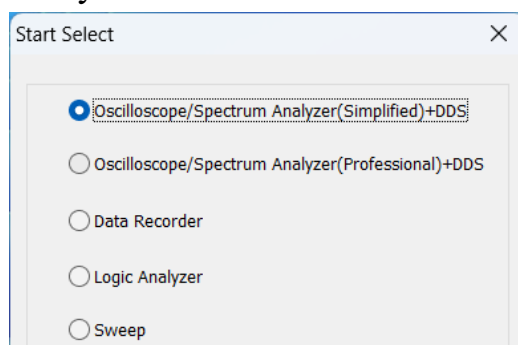 Start Select
Oscilloscope/Spectrum Analyzer(Simplified)+DDS
Oscilloscope/Spectrum Analyzer(Professional)+DDS
Data Recorder
Logic Analyzer
Sweep